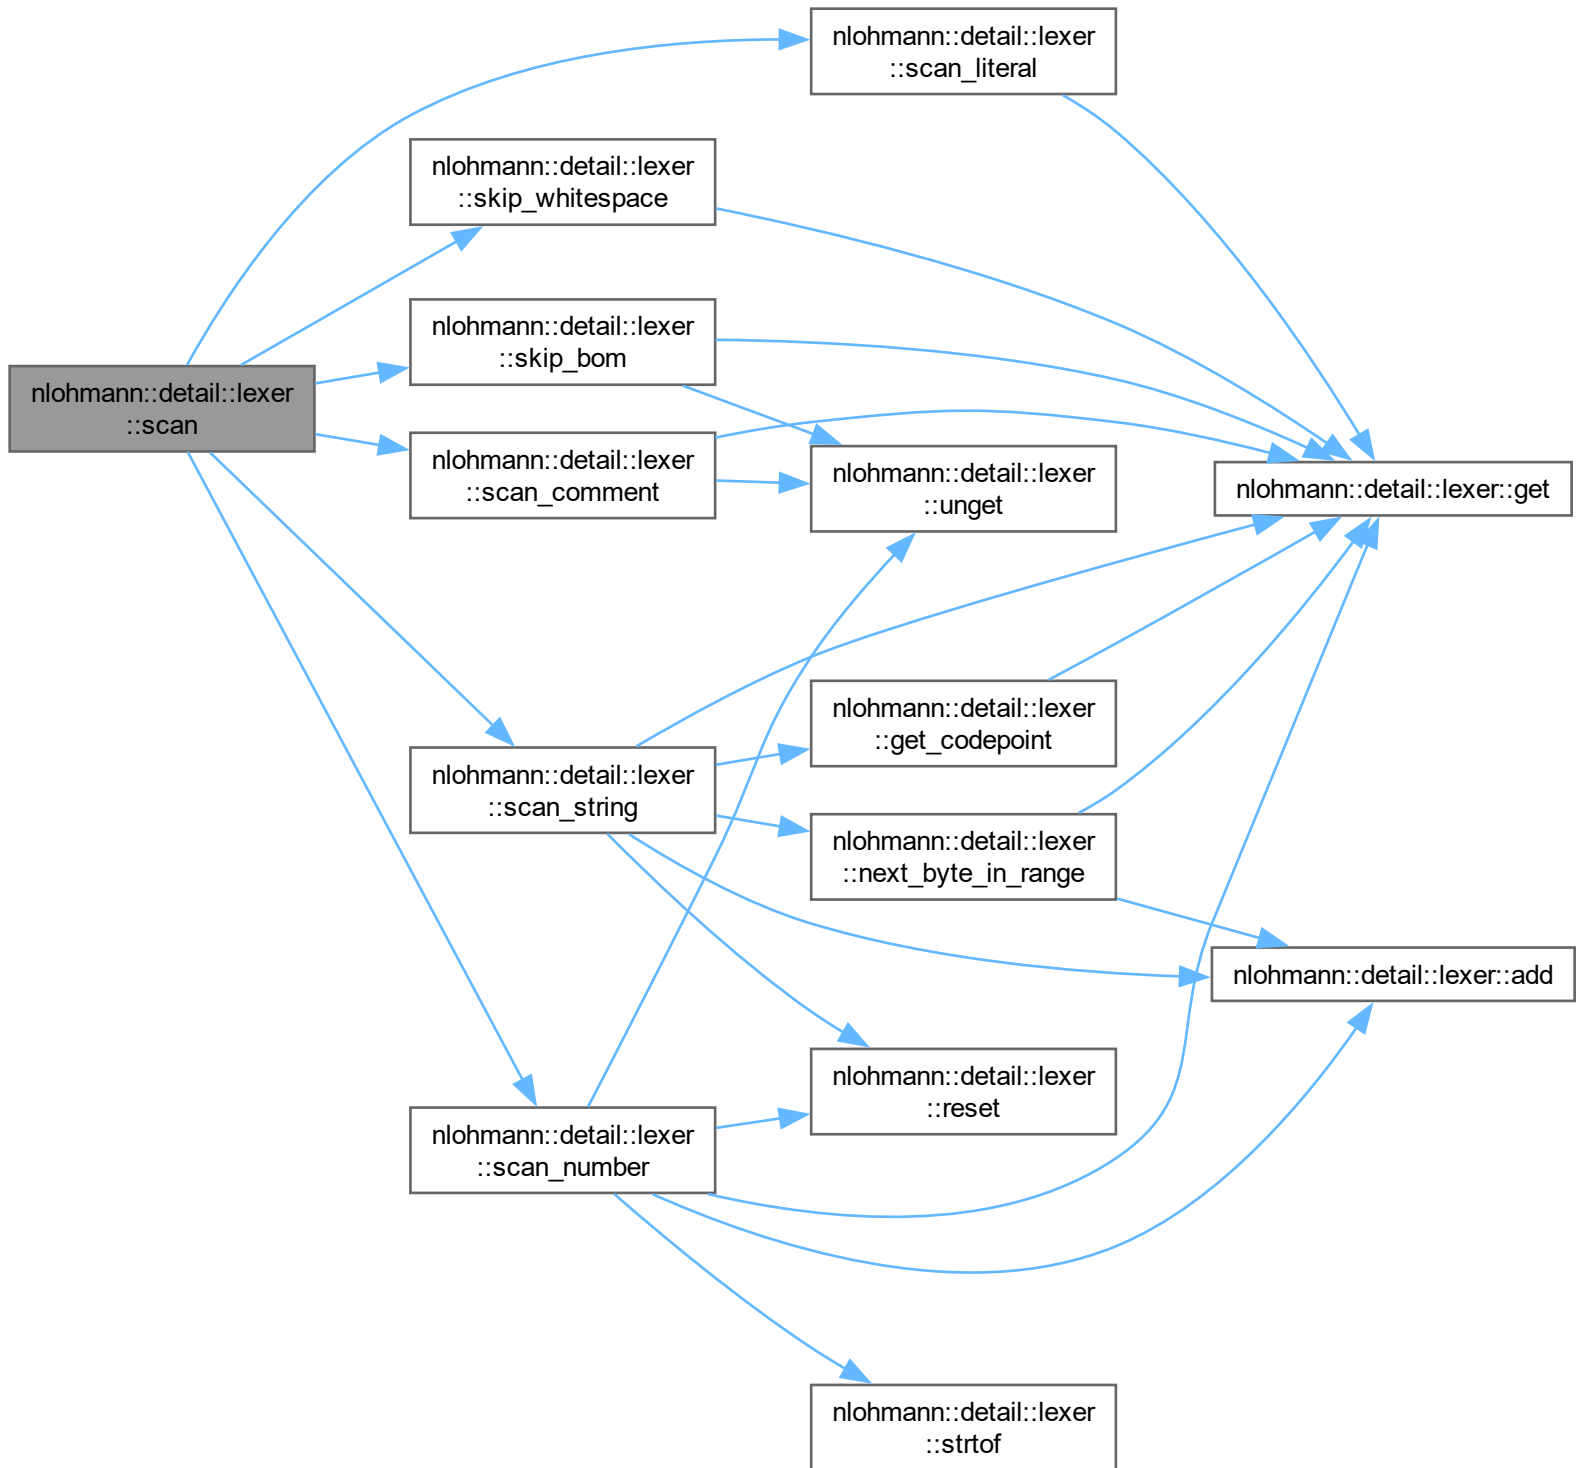 nlohmann::detail::lexer
::scan
nlohmann::detail::lexer
::scan_literal
nlohmann::detail::lexer
::skip_whitespace
nlohmann::detail::lexer
::skip_bom
nlohmann::detail::lexer
::scan_comment
nlohmann::detail::lexer
::unget
nlohmann::detail::lexer::get
nlohmann::detail::lexer
::get_codepoint
nlohmann::detail::lexer
::scan_string
nlohmann::detail::lexer
::next_byte_in_range
nlohmann::detail::lexer::add
nlohmann::detail::lexer
::reset
nlohmann::detail::lexer
::scan_number
nlohmann::detail::lexer
::strtof